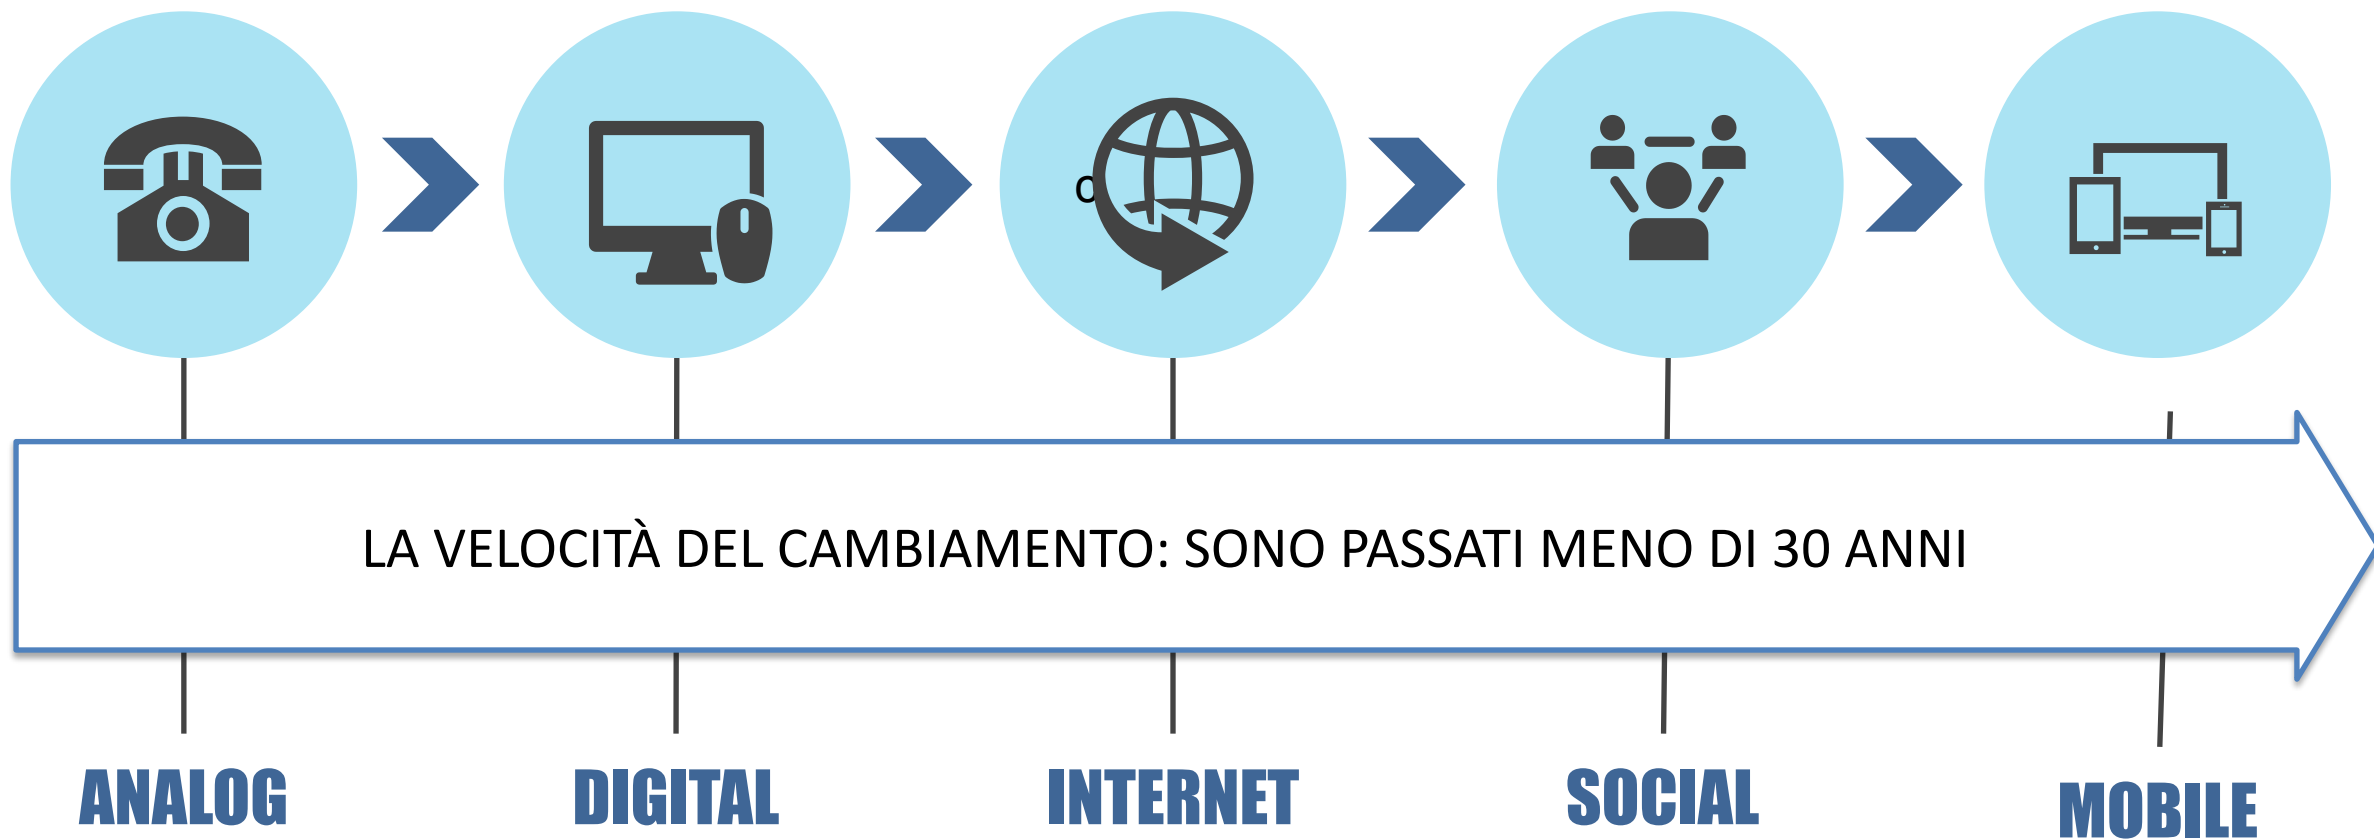 LA VELOCITÀ DEL CAMBIAMENTO: SONO PASSATI MENO DI 30 ANNI
ANALOG
DIGITAL
INTERNET
SOCIAL
MOBILE